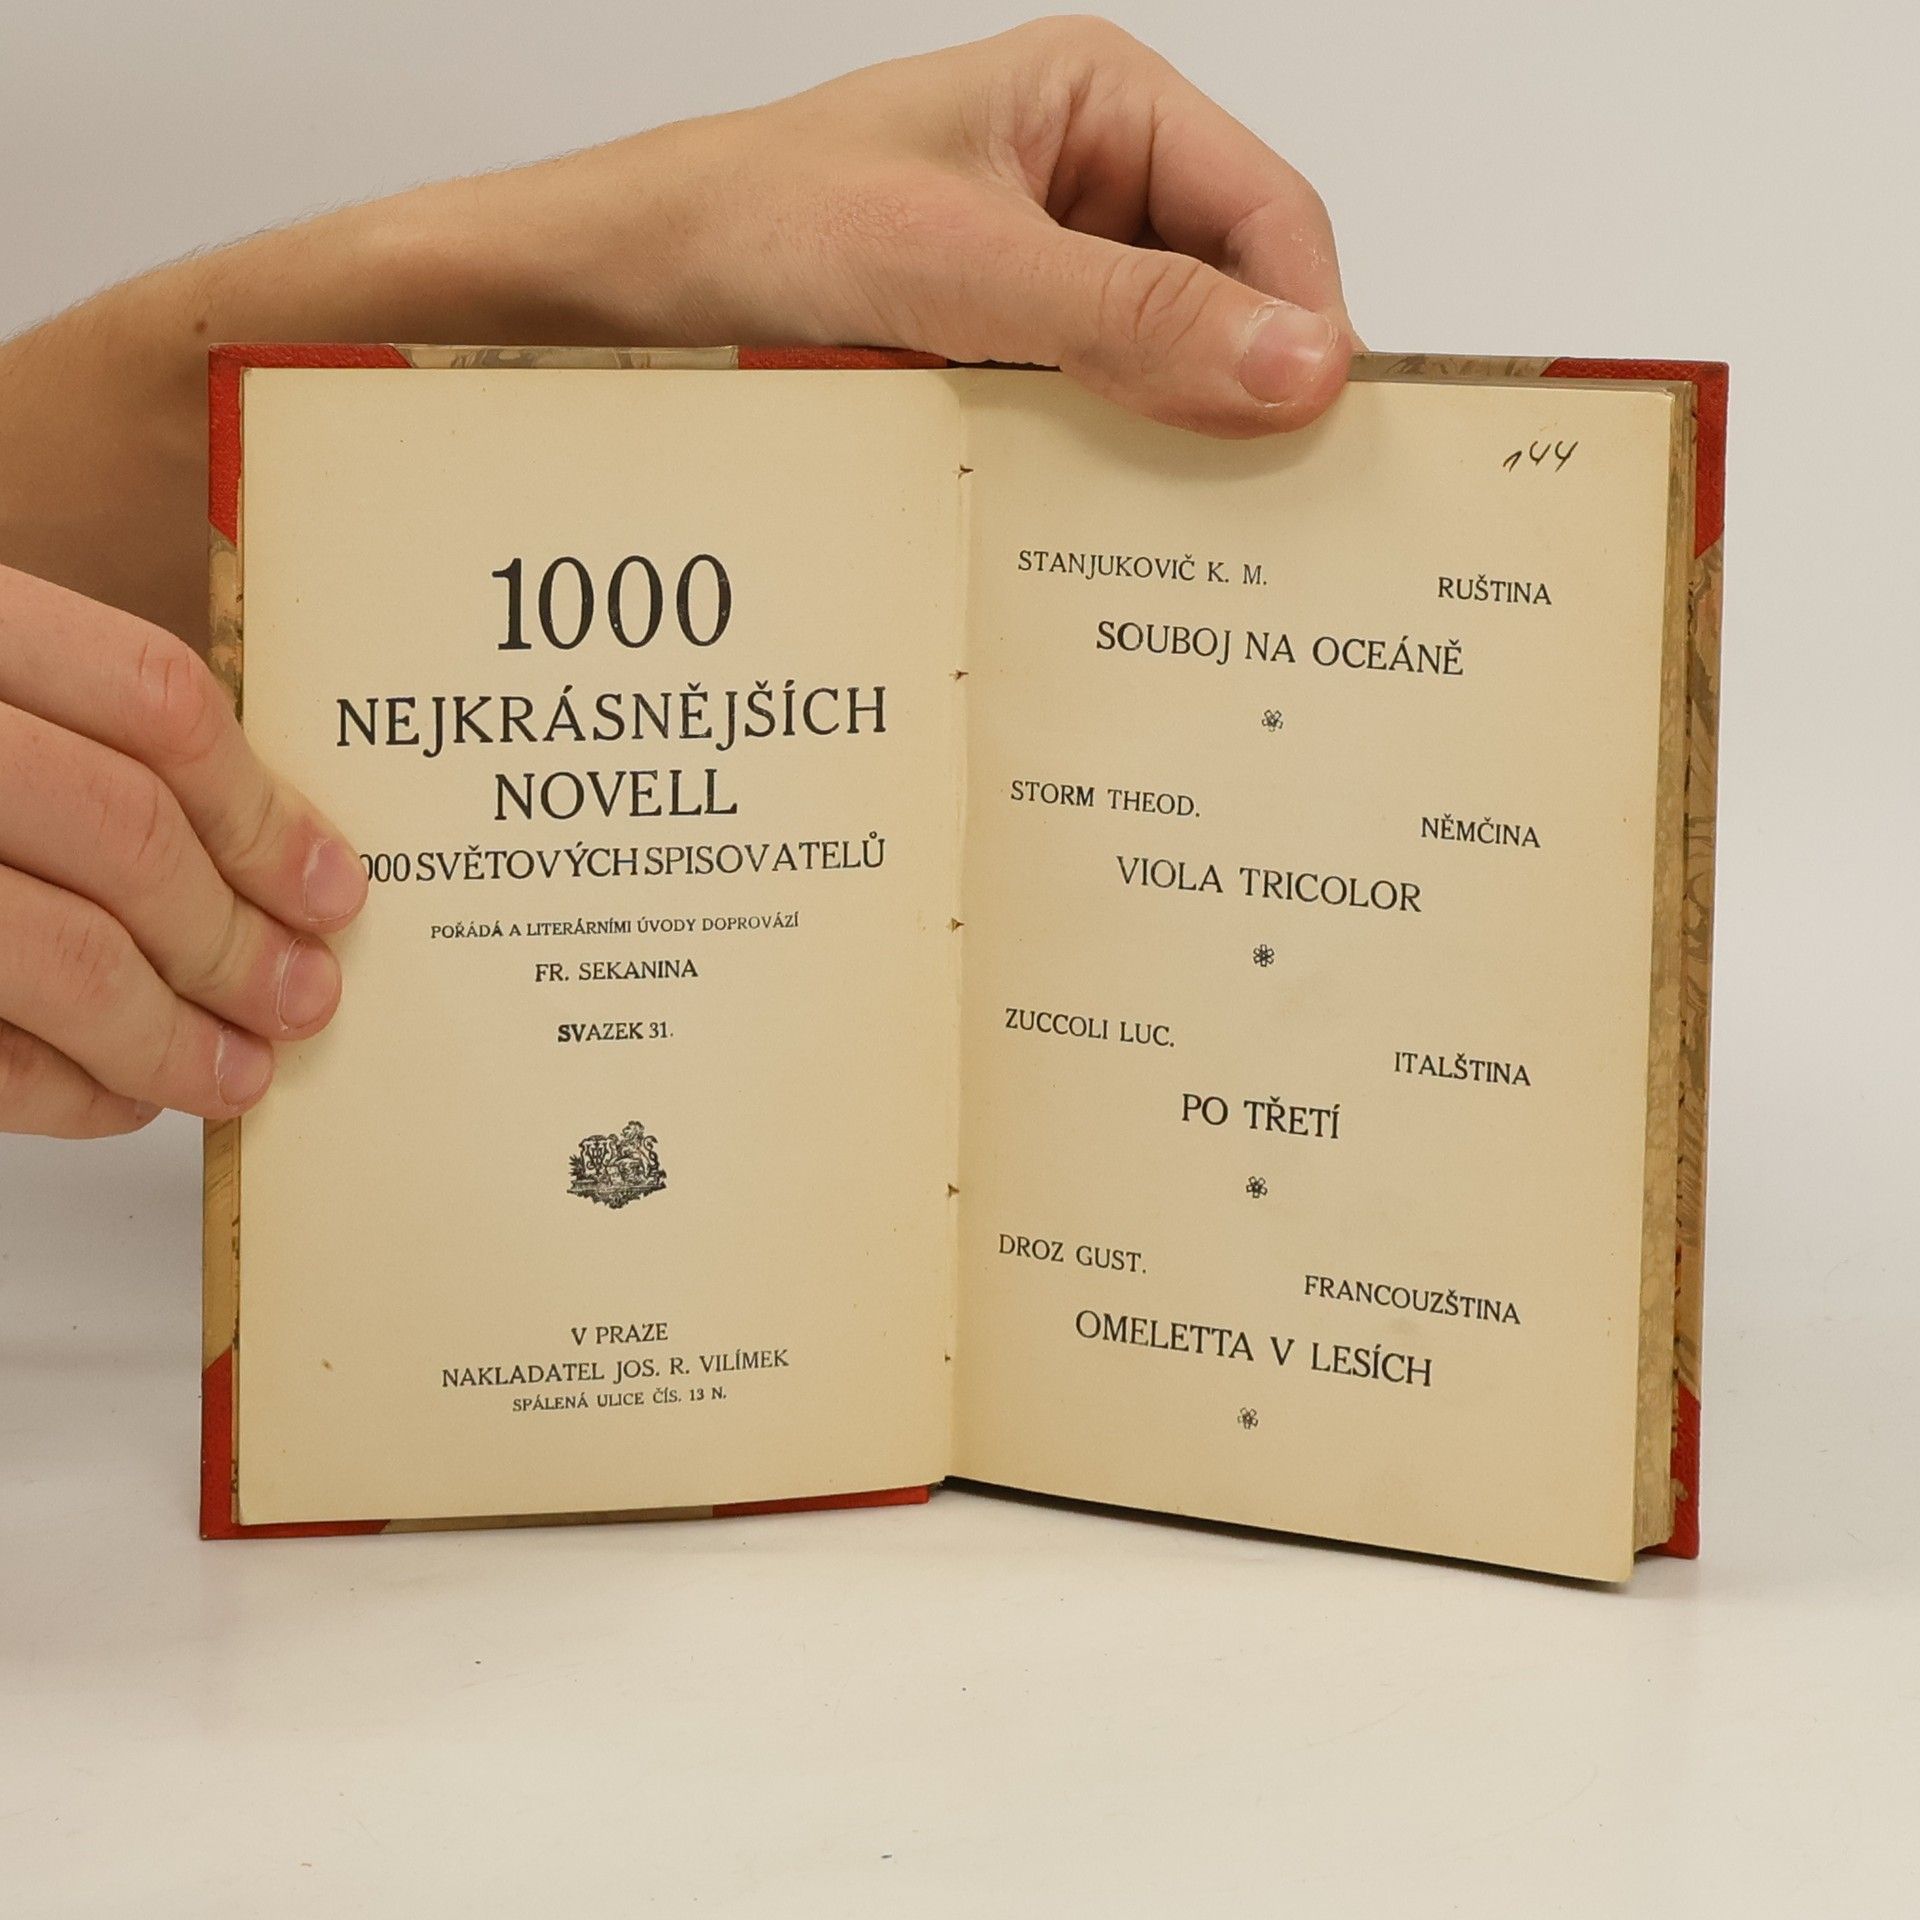 1000
NEJKRÁSNĚJŠÍCH
NOVELL
000 SVĚTOVÝCH SPISOVATELŮ
POŘÁDÁ A LITERÁRNÍMI ÚVODY DOPROVÁZÍ
FR. SEKANINA
SVAZEK 31.
V PRAZE
NAKLADATEL JOS. R. VILÍMEK
SPÁLENÁ ULICE ČÍS. 13 N.
144
STANJUKOVIČ K. M.
RUŠTINA
SOUBOJ NA OCEÁNĚ
STORM THEOD.
NĚMČINA
VIOLA TRICOLOR
ZUCCOLI LUC.
ITALŠTINA
PO TŘETÍ
DROZ GUST.
FRANCOUZŠTINA
OMELETTA V LESÍCH